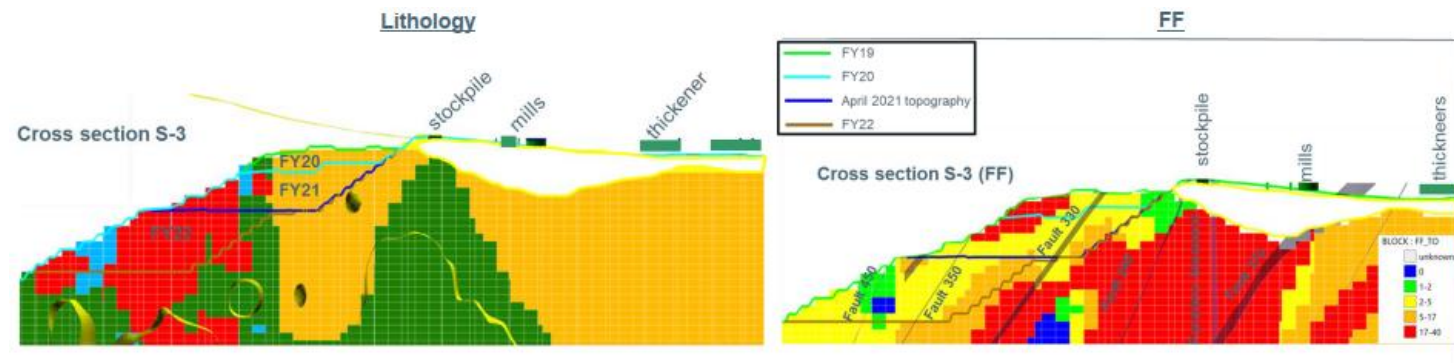 Lithology
stockpile
mills
thickener
Cross section S-3
FY20
FY21
FF
FY19
FY20
April 2021 topography
FY22
stockpile
mills
thickneers
Cross section S-3 (FF)
Fault 450
Fault 350
Fault 330
BLOCK : FF_TO
unknown
0
1-2
2-5
5-17
17-40